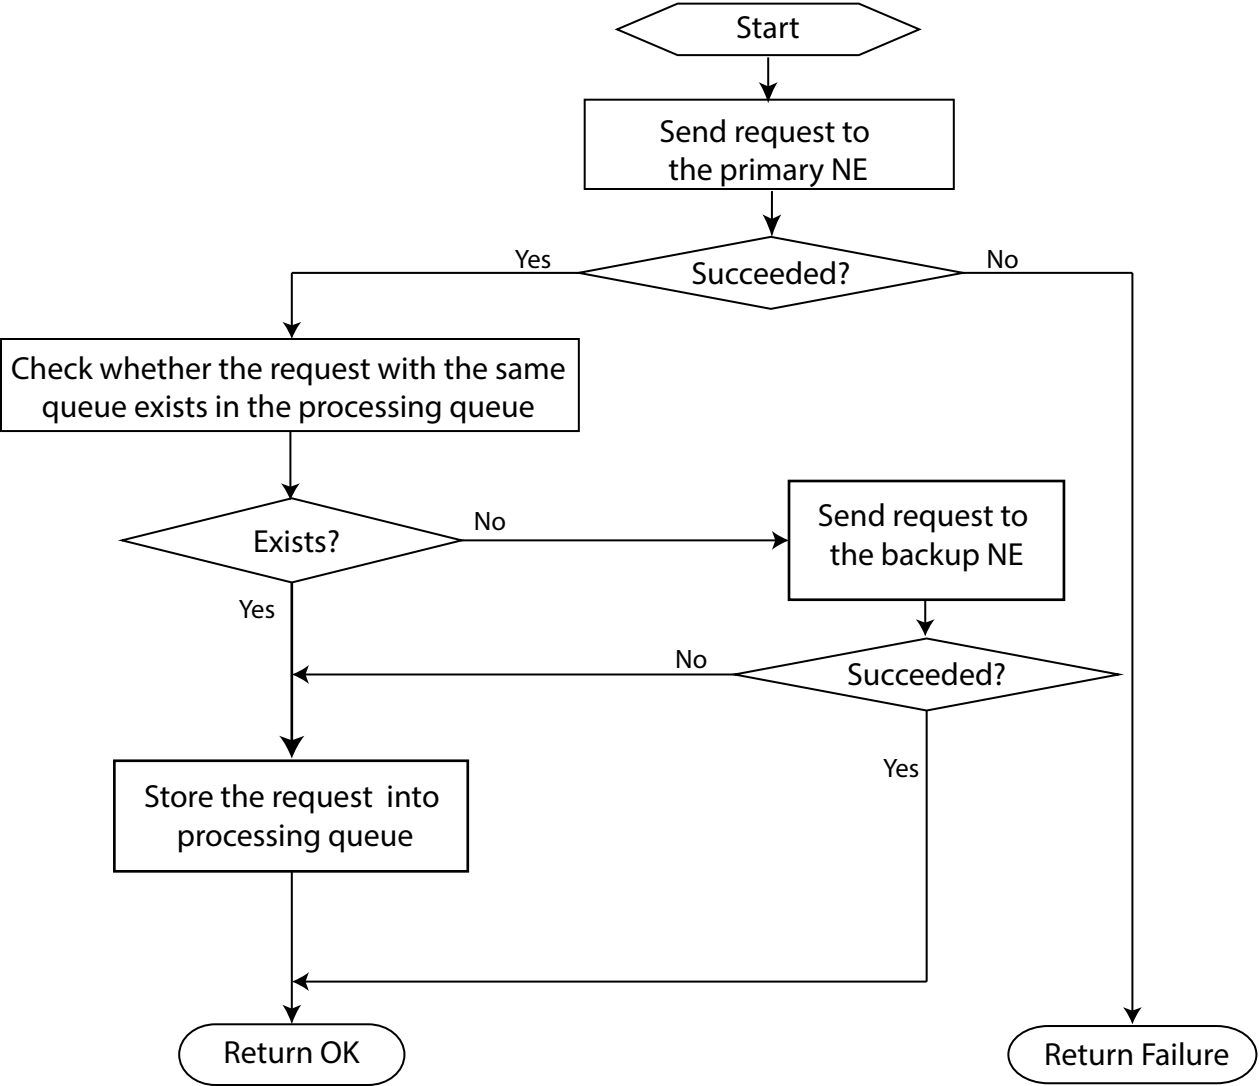 Start
Send request to
the primary NE
Yes
Succeeded?
No
Check whether the request with the same
queue exists in the processing queue
Exists?
No
Send request to
the backup NE
Yes
No
Succeeded?
Yes
Store the request into
processing queue
Return OK
Return Failure